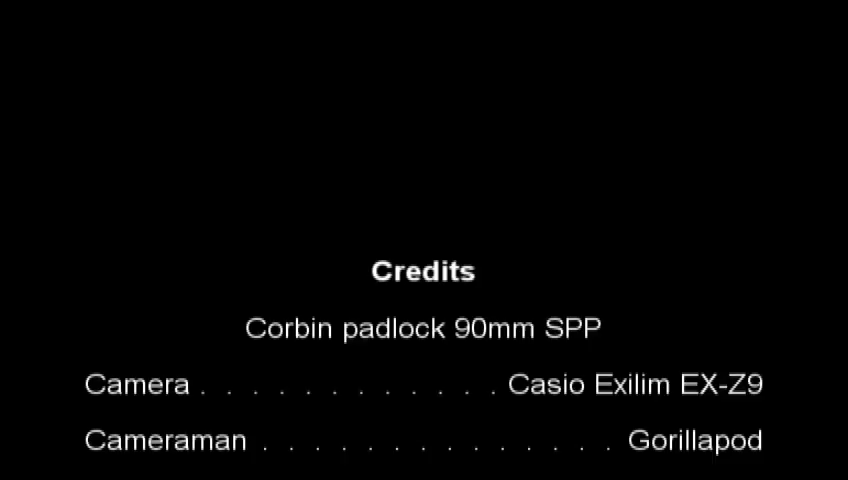 Credits
Corbin padlock 90mm SPP
Camera . . . . . . . . . . . . Casio Exilim EX-Z9
Cameraman . . . . . . . . . . . . . . Gorillapod